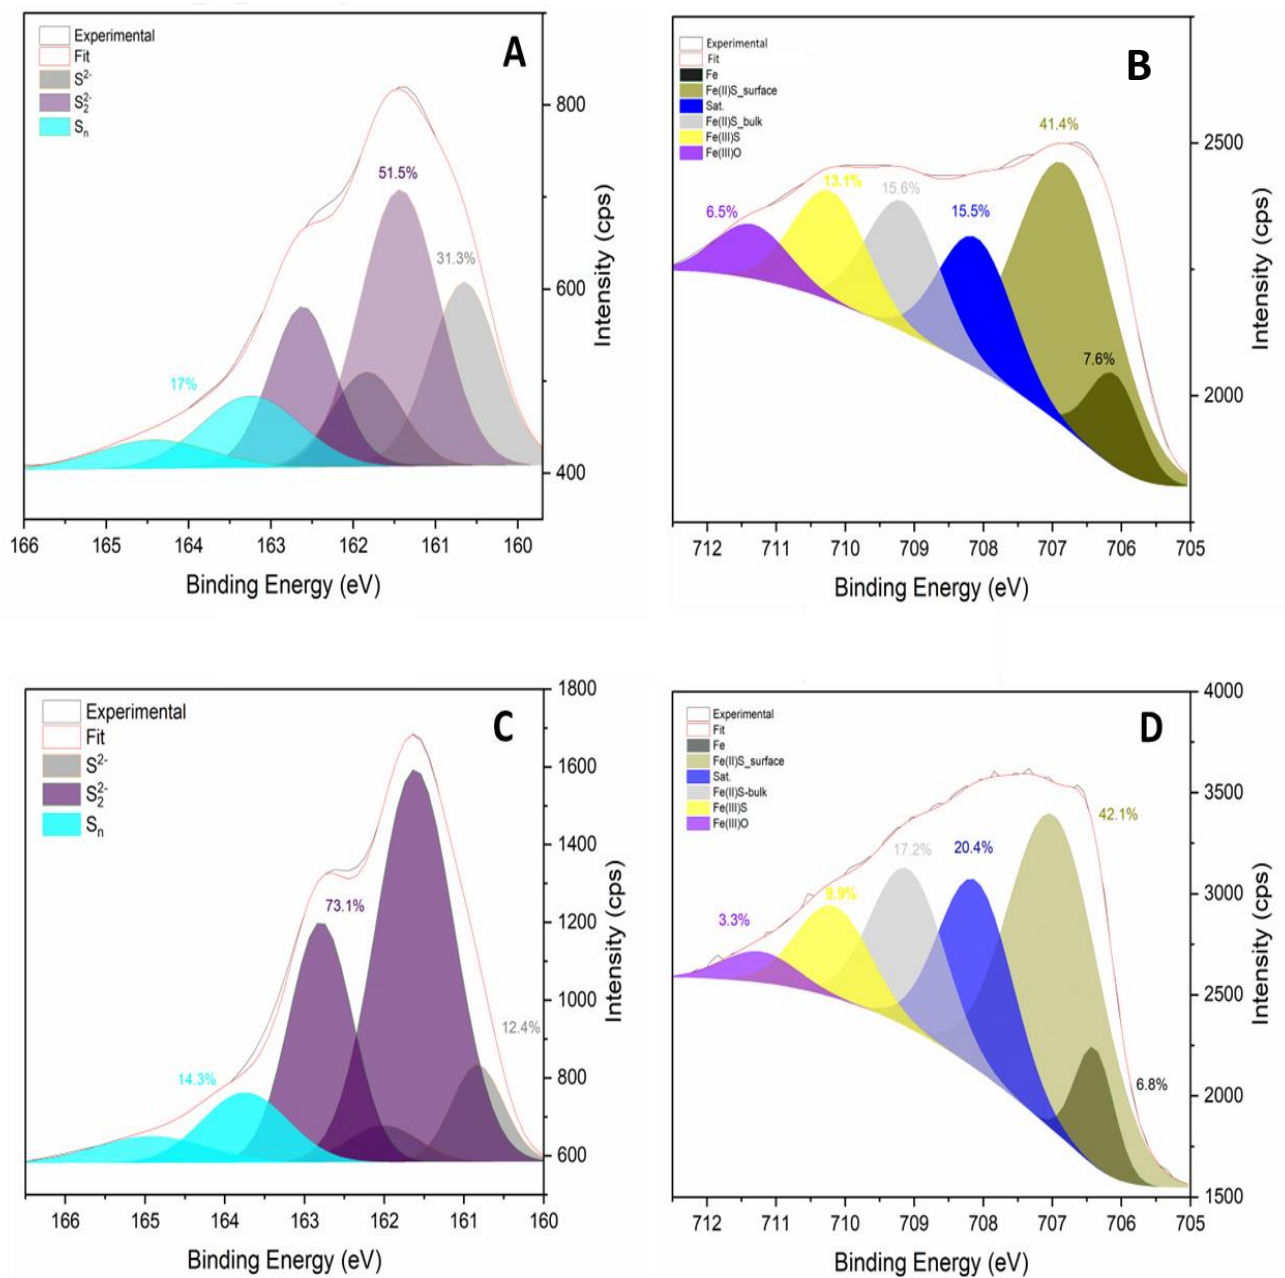 A
Experimental
Fit
S²⁻
S₂²⁻
Sₙ
51.5%
31.3%
17%
800
600
400
Intensity (cps)
166 165 164 163 162 161 160
Binding Energy (eV)
B
Experimental
Fit
Fe
Fe(II)S_surface
Sat.
Fe(II)S_bulk
Fe(III)S
Fe(III)O
41.4%
13.1%
15.6%
6.5%
15.5%
7.6%
2500
2000
Intensity (cps)
712 711 710 709 708 707 706 705
Binding Energy (eV)
C
Experimental
Fit
S²⁻
S₂²⁻
Sₙ
73.1%
12.4%
14.3%
1800
1600
1400
1200
1000
800
600
Intensity (cps)
166 165 164 163 162 161 160
Binding Energy (eV)
D
Experimental
Fit
Fe
Fe(II)S_surface
Sat.
Fe(II)S-bulk
Fe(III)S
Fe(III)O
42.1%
17.2%
20.4%
9.9%
3.3%
6.8%
4000
3500
3000
2500
2000
1500
Intensity (cps)
712 711 710 709 708 707 706 705
Binding Energy (eV)